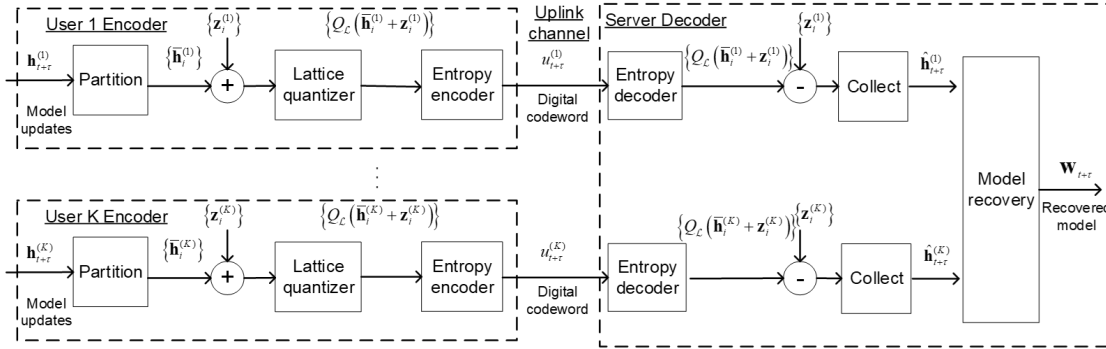 User 1 Encoder
{z_i^(1)}
{Q_L(h̄_i^(1) + z_i^(1))}
Uplink
channel
Server Decoder
{z_i^(1)}
h_{t+τ}^(1)
{h̄_i^(1)}
u_{t+τ}^(1)
{Q_L(h̄_i^(1) + z_i^(1))}
ĥ_{t+τ}^(1)
Partition
+
Lattice
quantizer
Entropy
encoder
Entropy
decoder
-
Collect
Model
updates
Digital
codeword
⋮
Model
recovery
W_{t+τ}
Recovered
model
User K Encoder
{z_i^(K)}
{Q_L(h̄_i^(K) + z_i^(K))}
{Q_L(h̄_i^(K) + z_i^(K))}
{z_i^(K)}
h_{t+τ}^(K)
{h̄_i^(K)}
u_{t+τ}^(K)
ĥ_{t+τ}^(K)
Partition
+
Lattice
quantizer
Entropy
encoder
Entropy
decoder
-
Collect
Model
updates
Digital
codeword